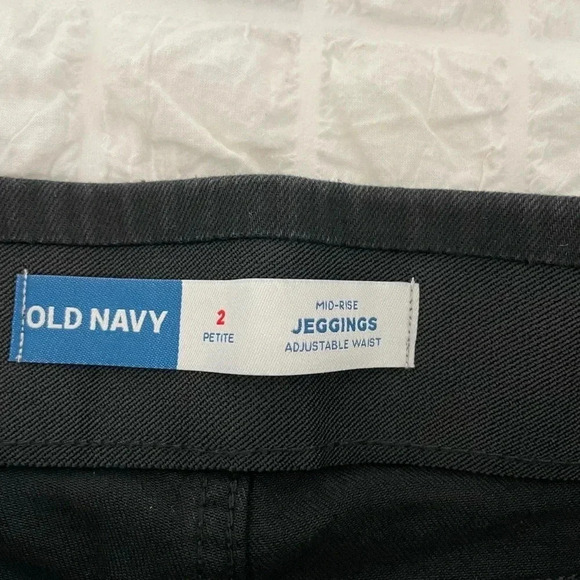 OLD NAVY
2
PETITE
MID-RISE
JEGGINGS
ADJUSTABLE WAIST